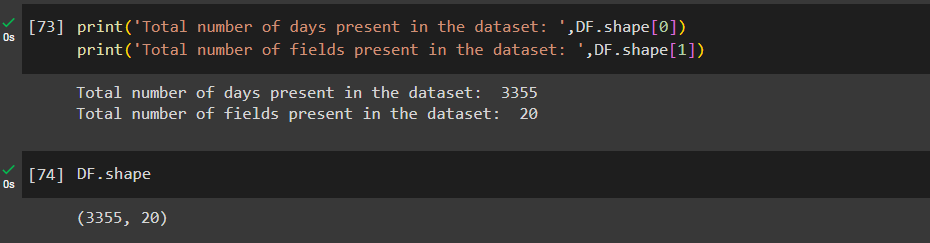 [73] print('Total number of days present in the dataset: ',DF.shape[0])
print('Total number of fields present in the dataset: ',DF.shape[1])
0s
Total number of days present in the dataset:  3355
Total number of fields present in the dataset:  20
[74] DF.shape
0s
(3355, 20)